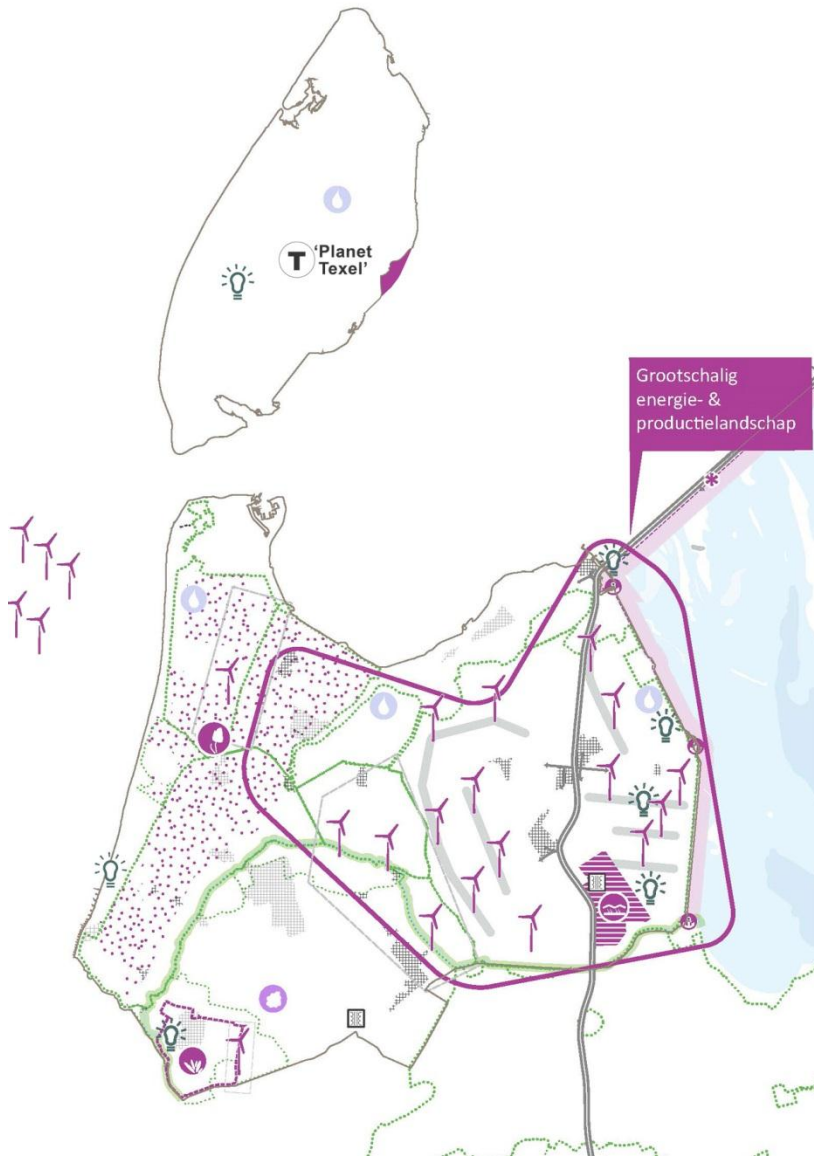 T 'Planet
Texel'
Grootschalig
energie- &
productielandschap